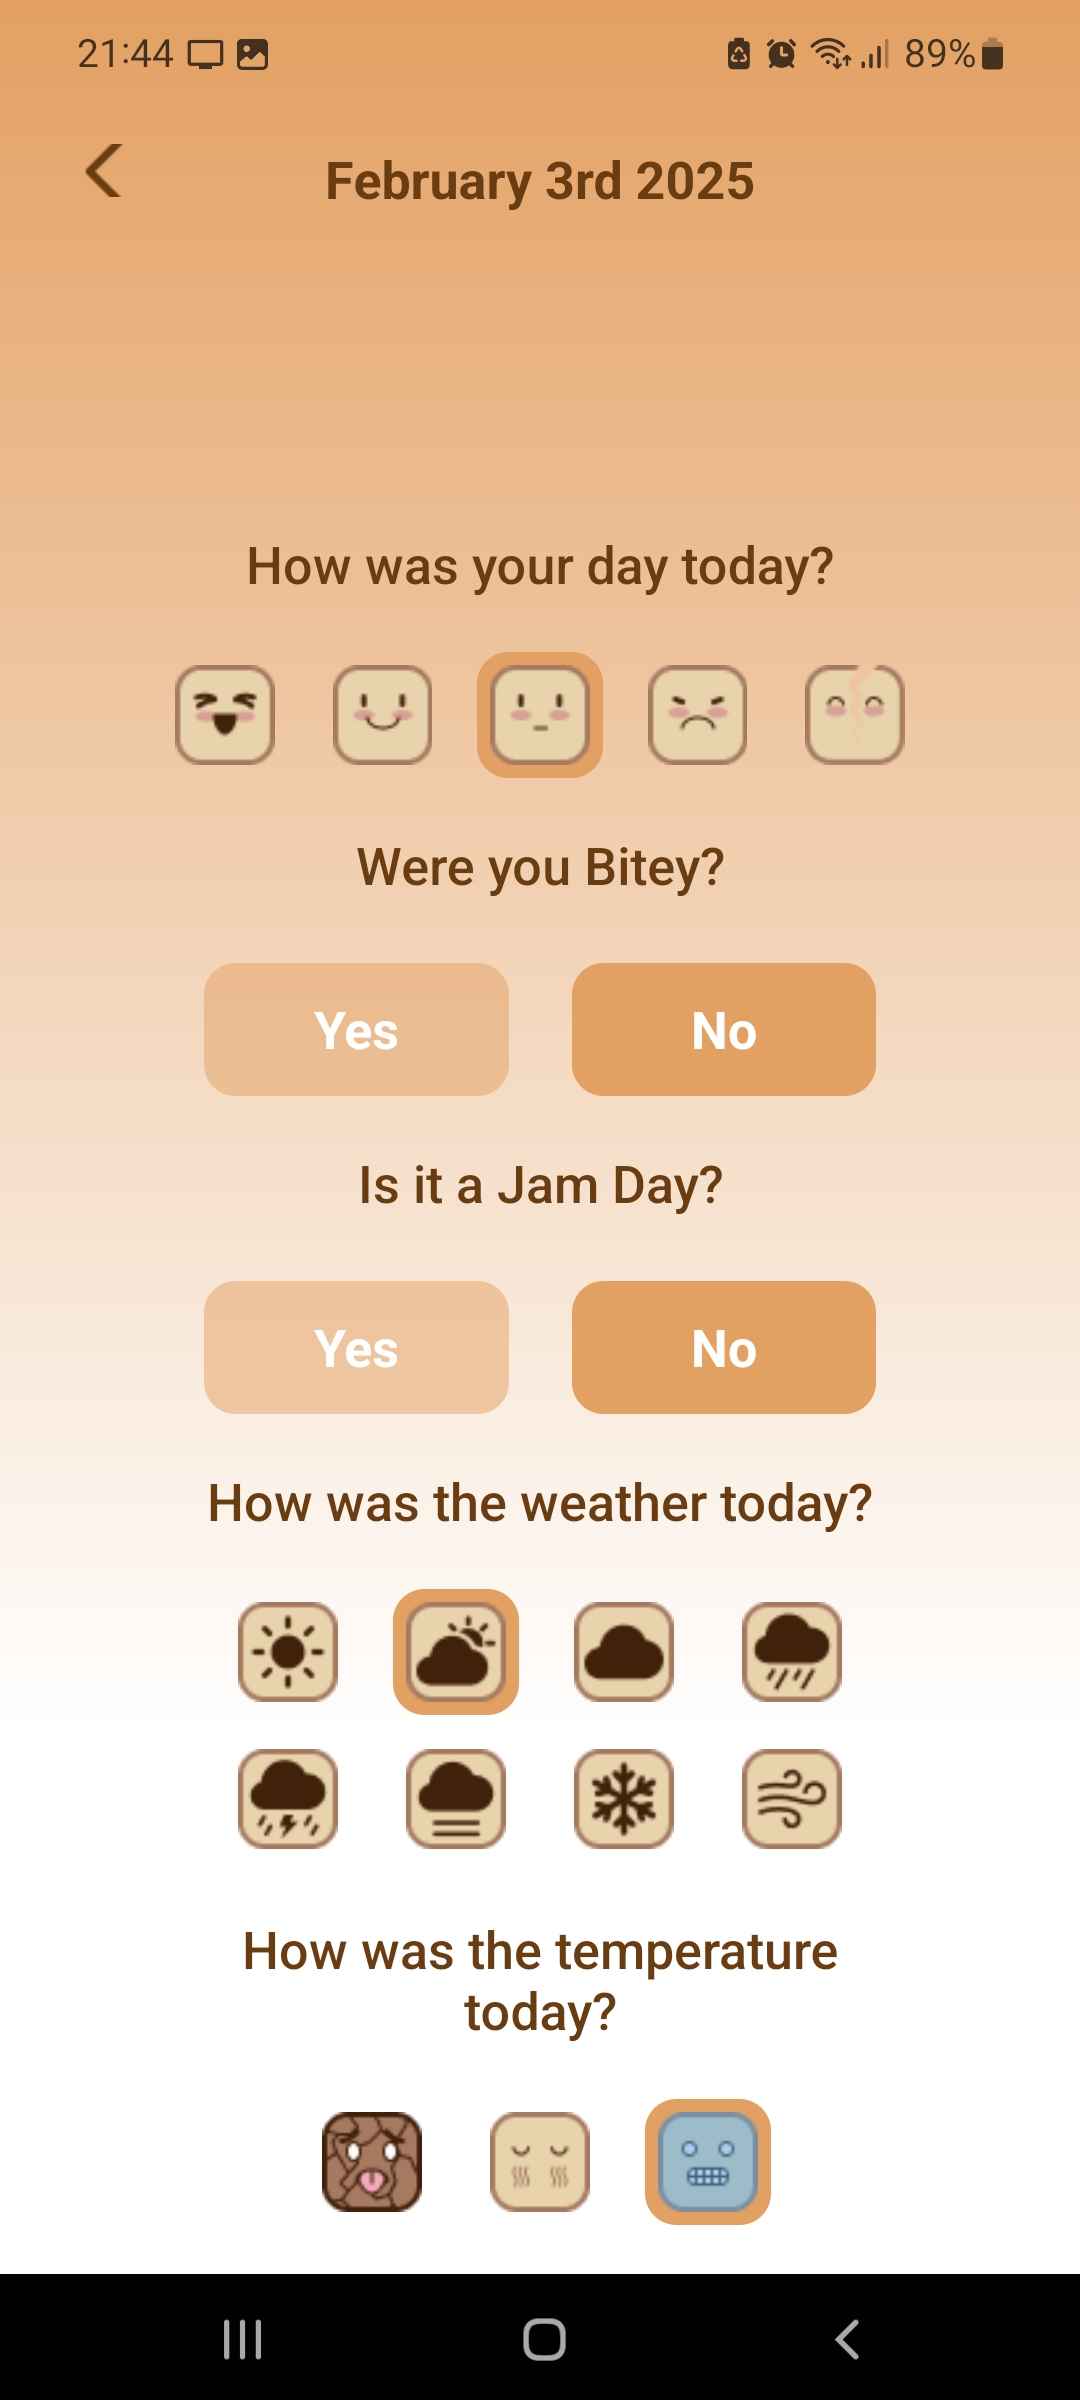 21:44
89%
February 3rd 2025
How was your day today?
Were you Bitey?
Yes No
Is it a Jam Day?
Yes No
How was the weather today?
How was the temperature
today?